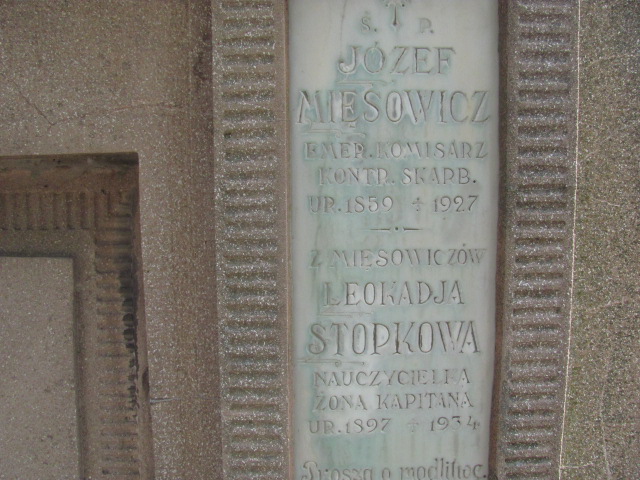 Ś. P.
JÓZEF
MIĘSOWICZ
EMER. KOMISARZ
KONTR. SKARB.
UR. 1859 + 1927
Z MIĘSOWICZÓW
LEOKADJA
STOPKOWA
NAUCZYCIELKA
ŻONA KAPITANA
UR. 1897 + 1934
Proszą o modlitwę.